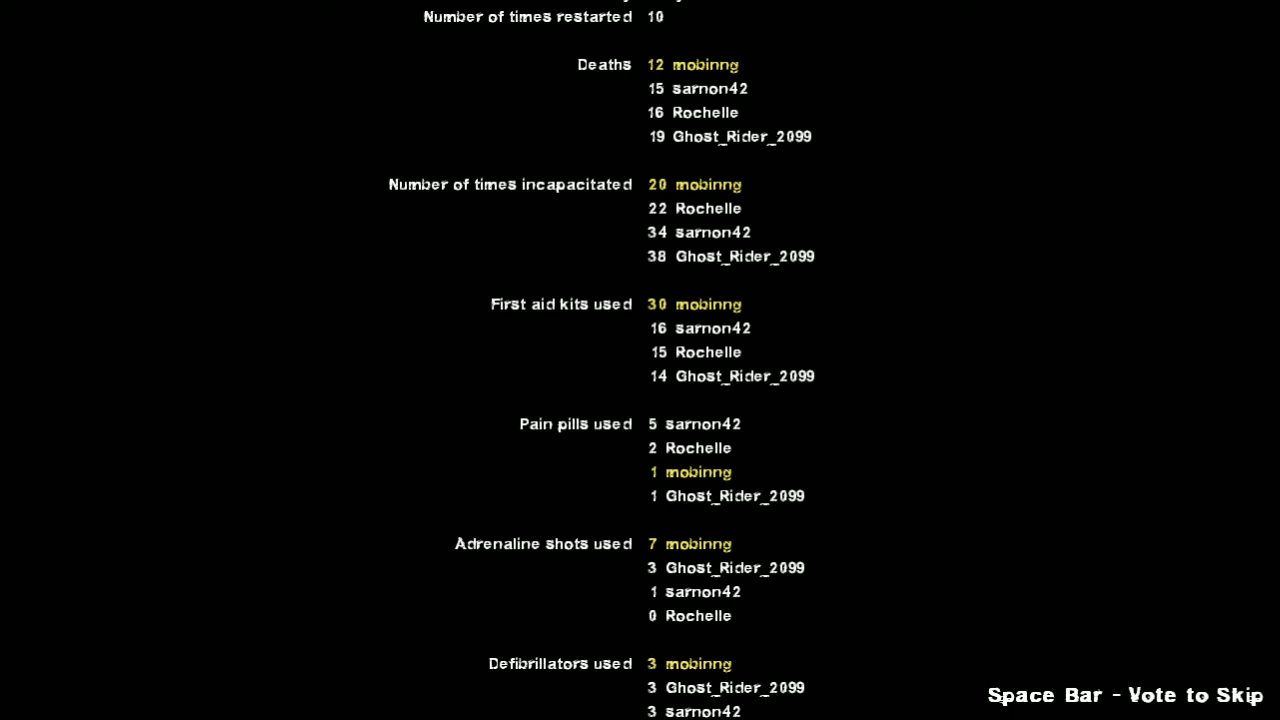 Number of times restarted 10
Deaths 12 mobinng
15 sarnon42
16 Rochelle
19 Ghost_Rider_2099
Number of times incapacitated 20 mobinng
22 Rochelle
34 sarnon42
38 Ghost_Rider_2099
First aid kits used 30 mobinng
16 sarnon42
15 Rochelle
14 Ghost_Rider_2099
Pain pills used 5 sarnon42
2 Rochelle
1 mobinng
1 Ghost_Rider_2099
Adrenaline shots used 7 mobinng
3 Ghost_Rider_2099
1 sarnon42
0 Rochelle
Defibrillators used 3 mobinng
3 Ghost_Rider_2099
3 sarnon42
Space Bar - Vote to Skip